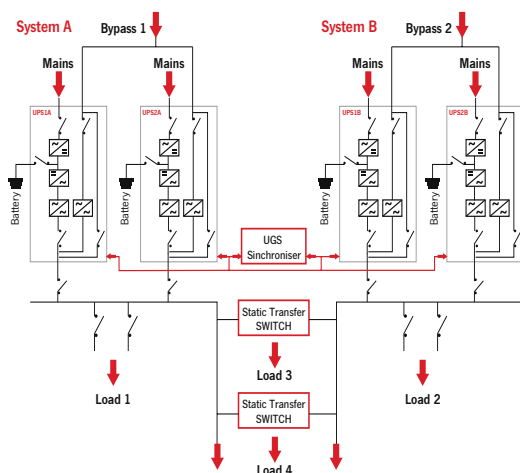 System A
Bypass 1
System B
Bypass 2
Mains
Mains
Mains
Mains
UPS1A
UPS2A
UPS1B
UPS2B
Battery
Battery
Battery
Battery
UGS
Sinchroniser
Static Transfer
SWITCH
Load 3
Load 1
Load 2
Static Transfer
SWITCH
Load 4